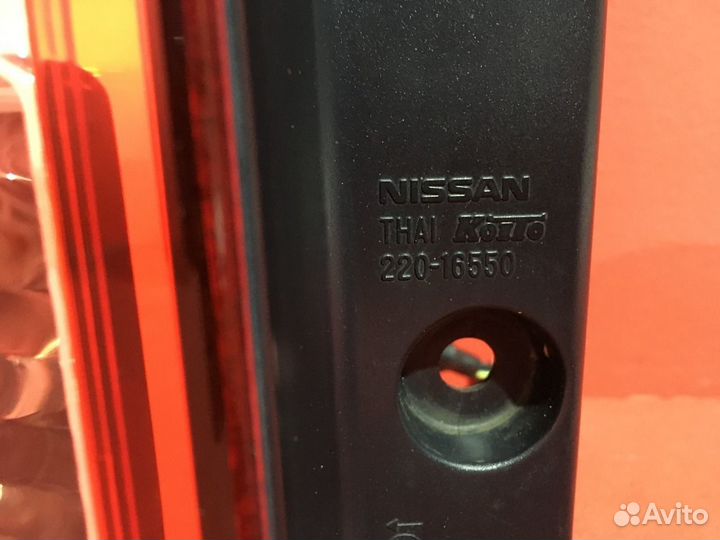 NISSAN
THAI KOITO
220-16550
Avito